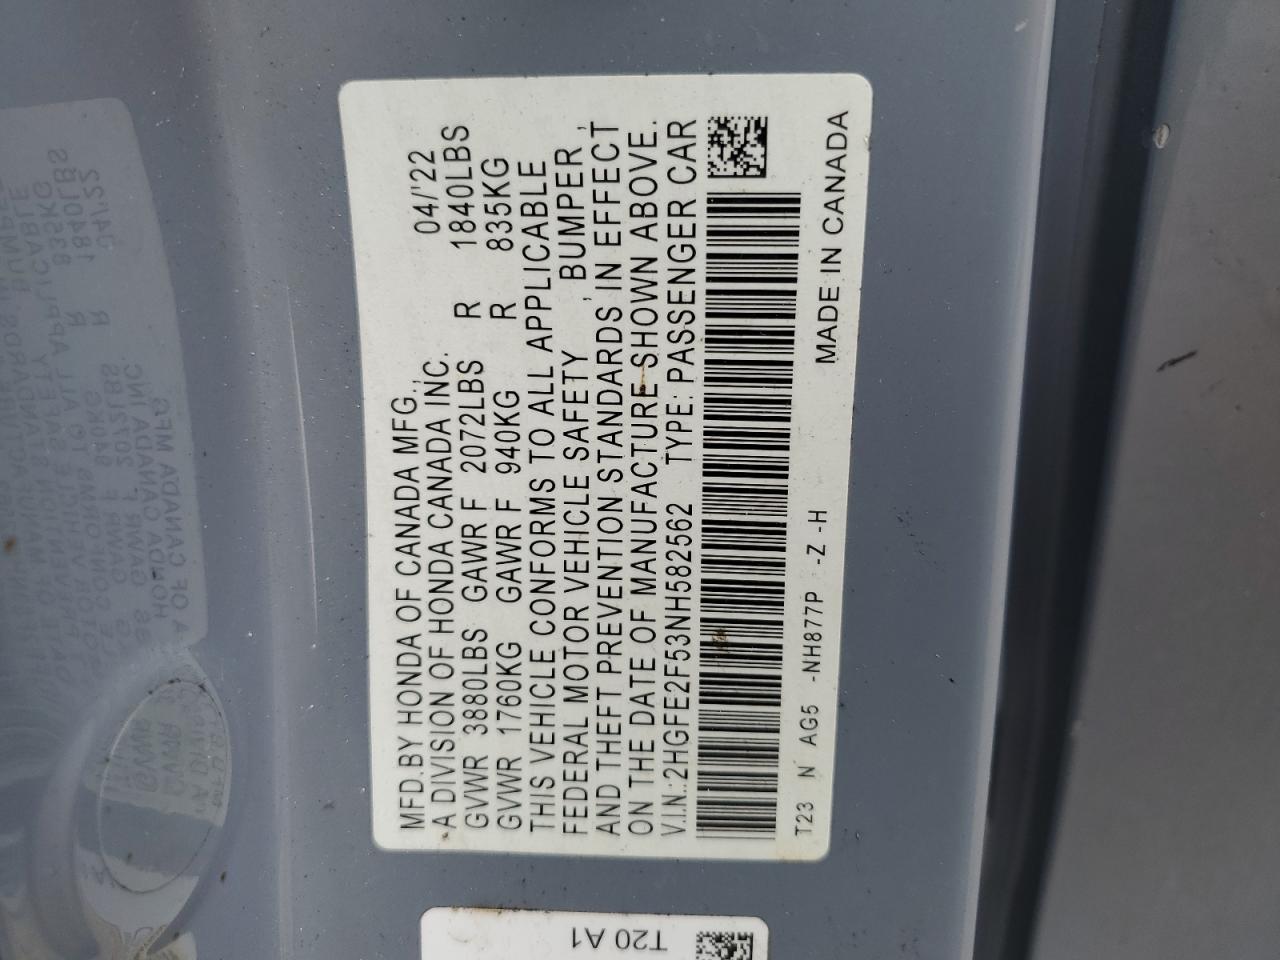 MFD.BY HONDA OF CANADA MFG.,
A DIVISION OF HONDA CANADA INC. 04/'22
GVWR 3880LBS GAWR F 2072LBS R 1840LBS
GVWR 1760KG GAWR F 940KG R 835KG
THIS VEHICLE CONFORMS TO ALL APPLICABLE
FEDERAL MOTOR VEHICLE SAFETY , BUMPER ,
AND THEFT PREVENTION STANDARDS IN EFFECT
ON THE DATE OF MANUFACTURE SHOWN ABOVE.
V.I.N.:2HGFE2F53NH582562 TYPE:PASSENGER CAR
T23 N AG5 -NH877P -Z -H
MADE IN CANADA
T20 A1